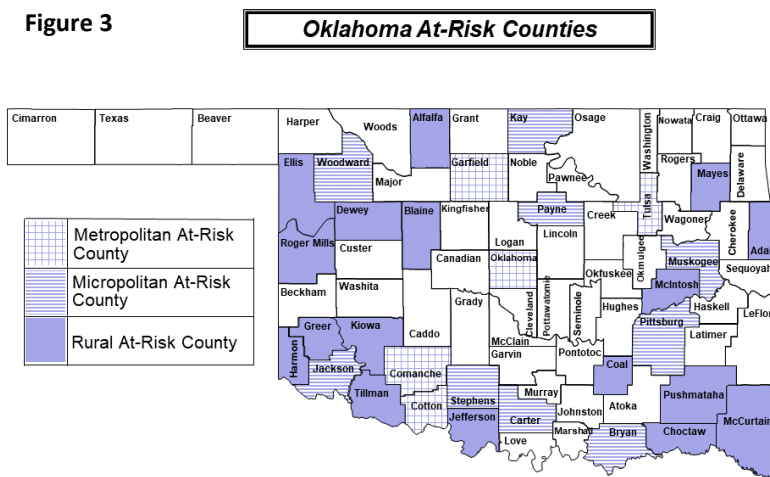 Figure 3
Oklahoma At-Risk Counties
Cimarron
Texas
Beaver
Harper
Woods
Alfalfa
Grant
Kay
Osage
Washington
Nowata
Craig
Ottawa
Ellis
Woodward
Major
Garfield
Noble
Pawnee
Tulsa
Rogers
Mayes
Delaware
Roger Mills
Dewey
Blaine
Kingfisher
Logan
Payne
Creek
Wagoner
Cherokee
Adai
Custer
Canadian
Oklahoma
Lincoln
Okmulgee
Muskogee
Sequoyah
Beckham
Washita
Grady
Cleveland
Pottawatomie
Seminole
Okfuskee
Hughes
McIntosh
Haskell
LeFlor
Greer
Kiowa
Caddo
McClain
Garvin
Pontotoc
Pittsburg
Latimer
Harmon
Jackson
Comanche
Stephens
Murray
Coal
Pushmataha
McCurtain
Tillman
Cotton
Jefferson
Carter
Johnston
Atoka
Love
Marshall
Bryan
Choctaw
Metropolitan At-Risk
County
Micropolitan At-Risk
County
Rural At-Risk County